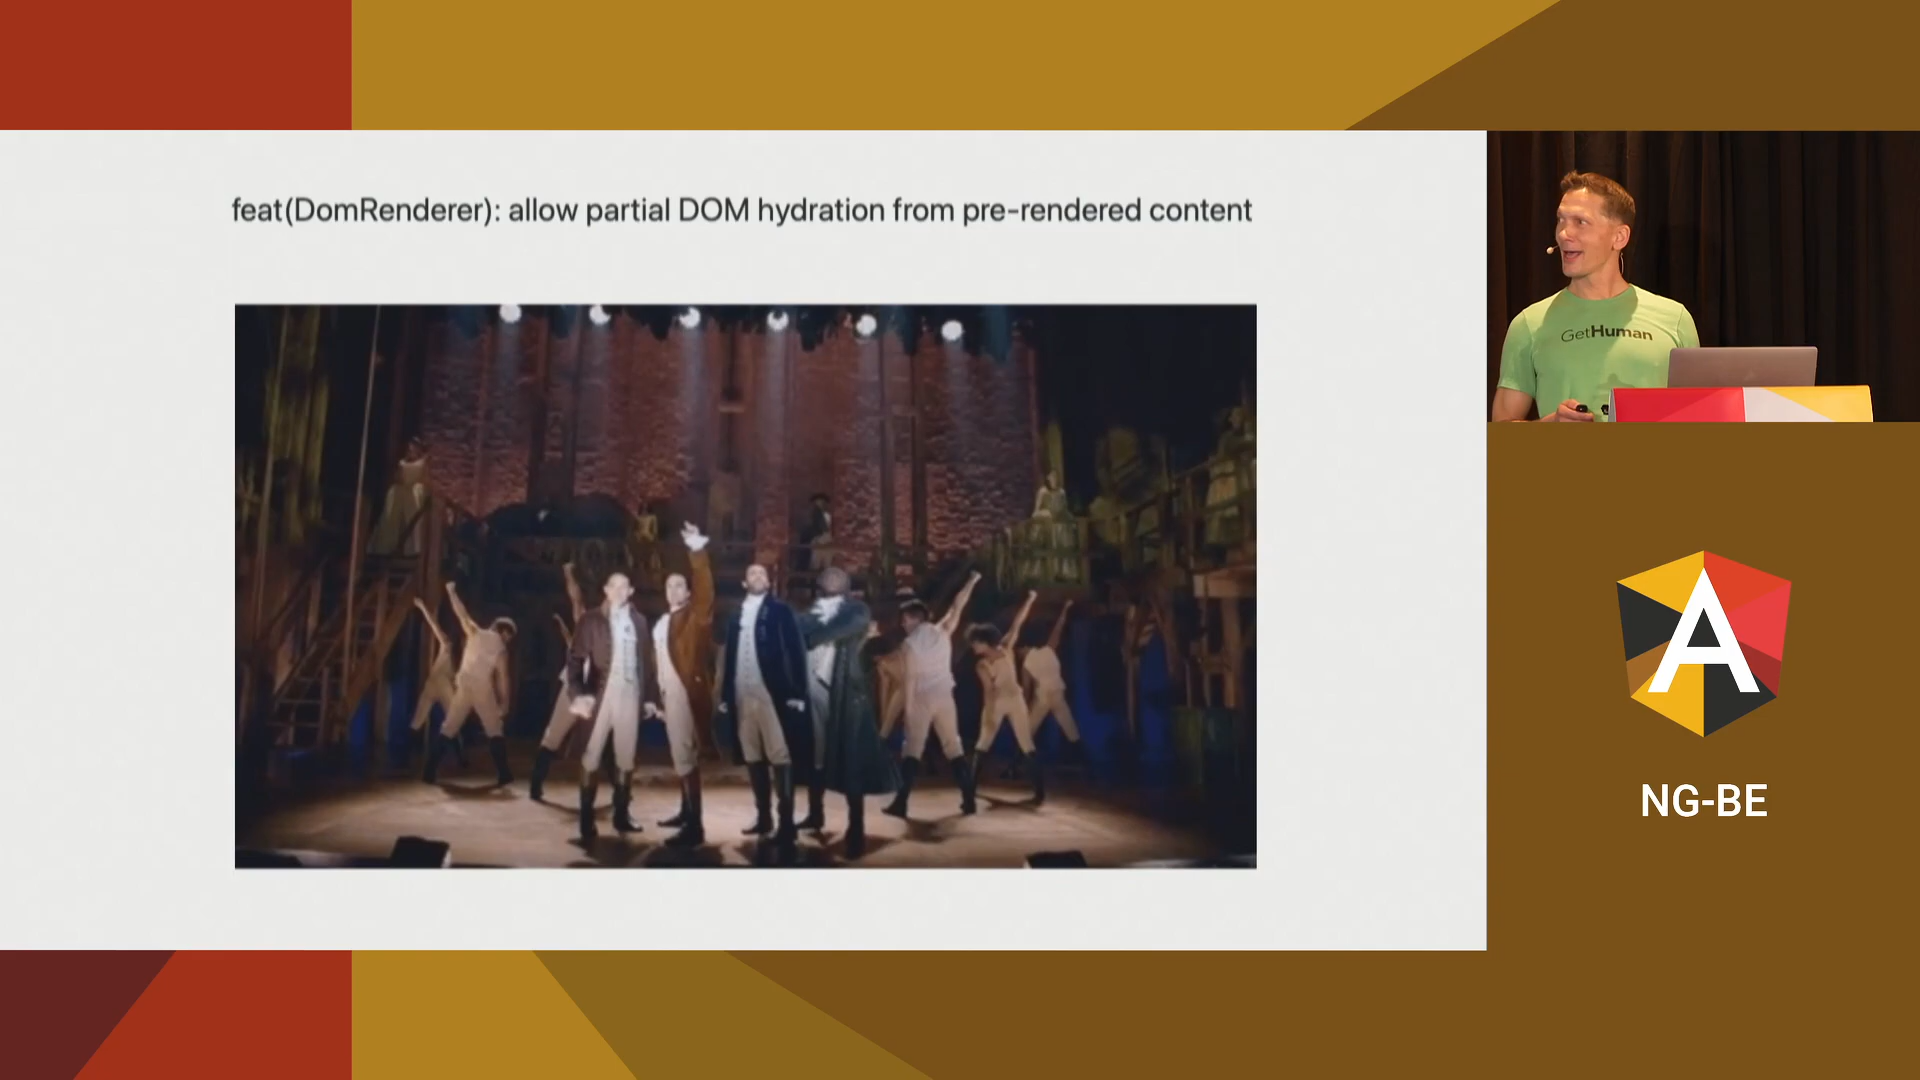 feat(DomRenderer): allow partial DOM hydration from pre-rendered content
GetHuman
A
NG-BE